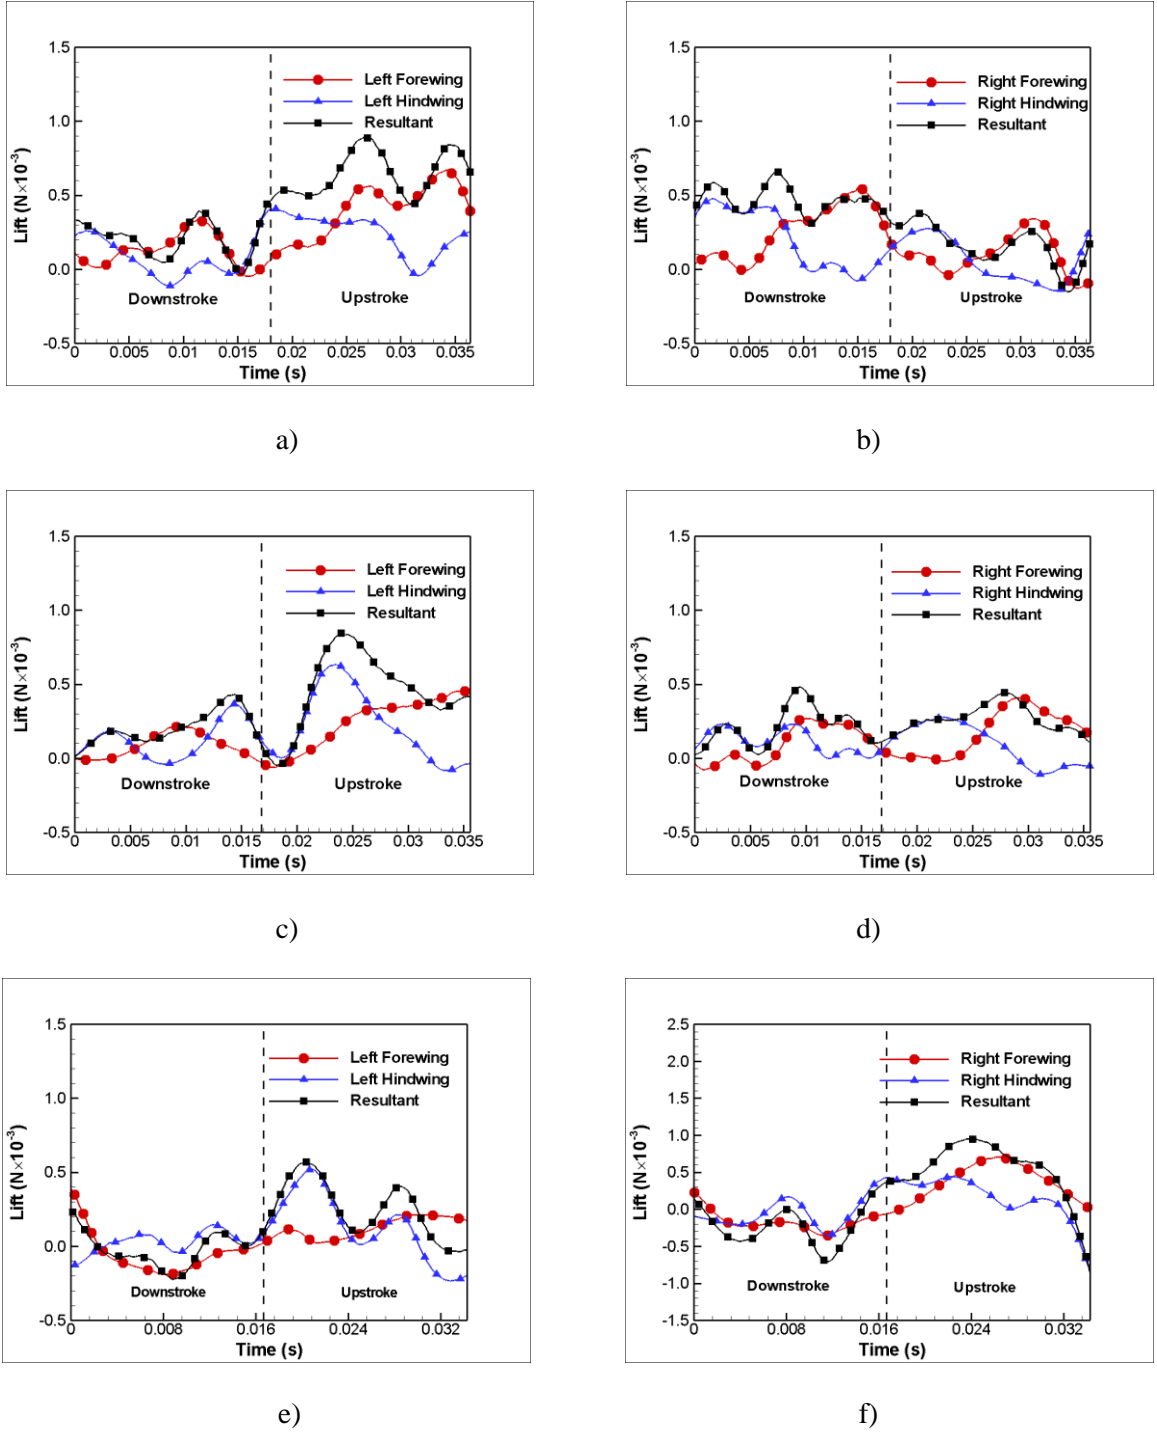 1.5
1.0
0.5
0.0
-0.5
Lift (N×10⁻³)
Left Forewing
Left Hindwing
Resultant
Downstroke
Upstroke
0 0.005 0.01 0.015 0.02 0.025 0.03 0.035
Time (s)
a)
1.5
1.0
0.5
0.0
-0.5
Lift (N×10⁻³)
Right Forewing
Right Hindwing
Resultant
Downstroke
Upstroke
0 0.005 0.01 0.015 0.02 0.025 0.03 0.035
Time (s)
b)
1.5
1.0
0.5
0.0
-0.5
Lift (N×10⁻³)
Left Forewing
Left Hindwing
Resultant
Downstroke
Upstroke
0 0.005 0.01 0.015 0.02 0.025 0.03 0.035
Time (s)
c)
1.5
1.0
0.5
0.0
-0.5
Lift (N×10⁻³)
Right Forewing
Right Hindwing
Resultant
Downstroke
Upstroke
0 0.005 0.01 0.015 0.02 0.025 0.03 0.035
Time (s)
d)
1.5
1.0
0.5
0.0
-0.5
Lift (N×10⁻³)
Left Forewing
Left Hindwing
Resultant
Downstroke
Upstroke
0 0.008 0.016 0.024 0.032
Time (s)
e)
2.5
2.0
1.5
1.0
0.5
0.0
-0.5
-1.0
-1.5
Lift (N×10⁻³)
Right Forewing
Right Hindwing
Resultant
Downstroke
Upstroke
0 0.008 0.016 0.024 0.032
Time (s)
f)